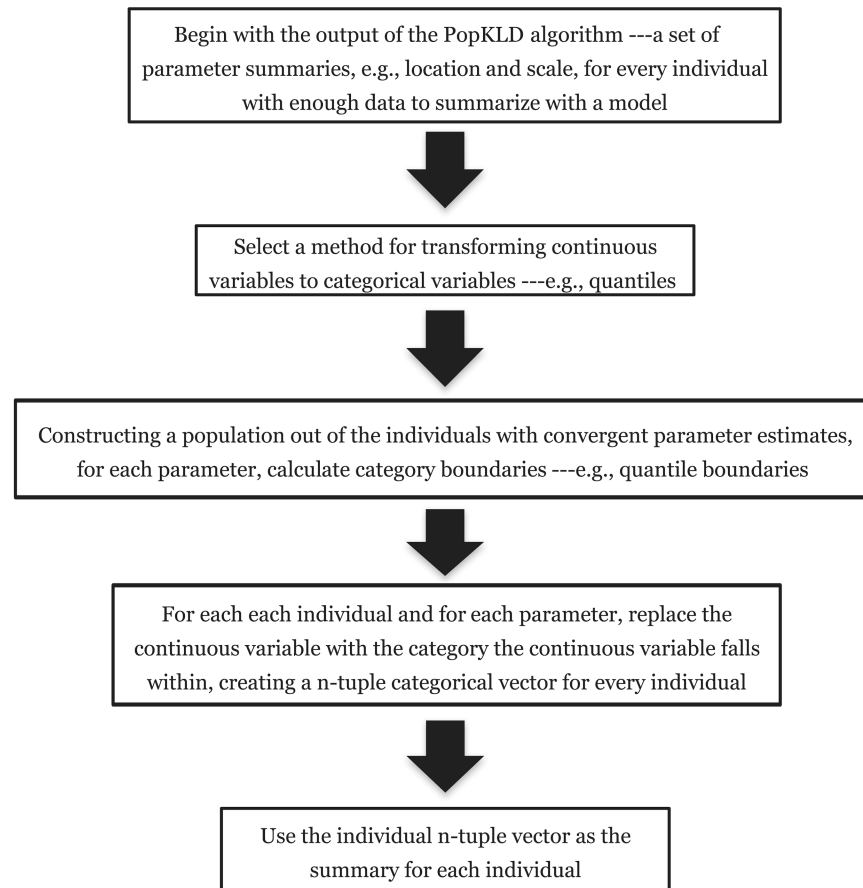 Begin with the output of the PopKLD algorithm ---a set of
parameter summaries, e.g., location and scale, for every individual
with enough data to summarize with a model
Select a method for transforming continuous
variables to categorical variables ---e.g., quantiles
Constructing a population out of the individuals with convergent parameter estimates,
for each parameter, calculate category boundaries ---e.g., quantile boundaries
For each each individual and for each parameter, replace the
continuous variable with the category the continuous variable falls
within, creating a n-tuple categorical vector for every individual
Use the individual n-tuple vector as the
summary for each individual